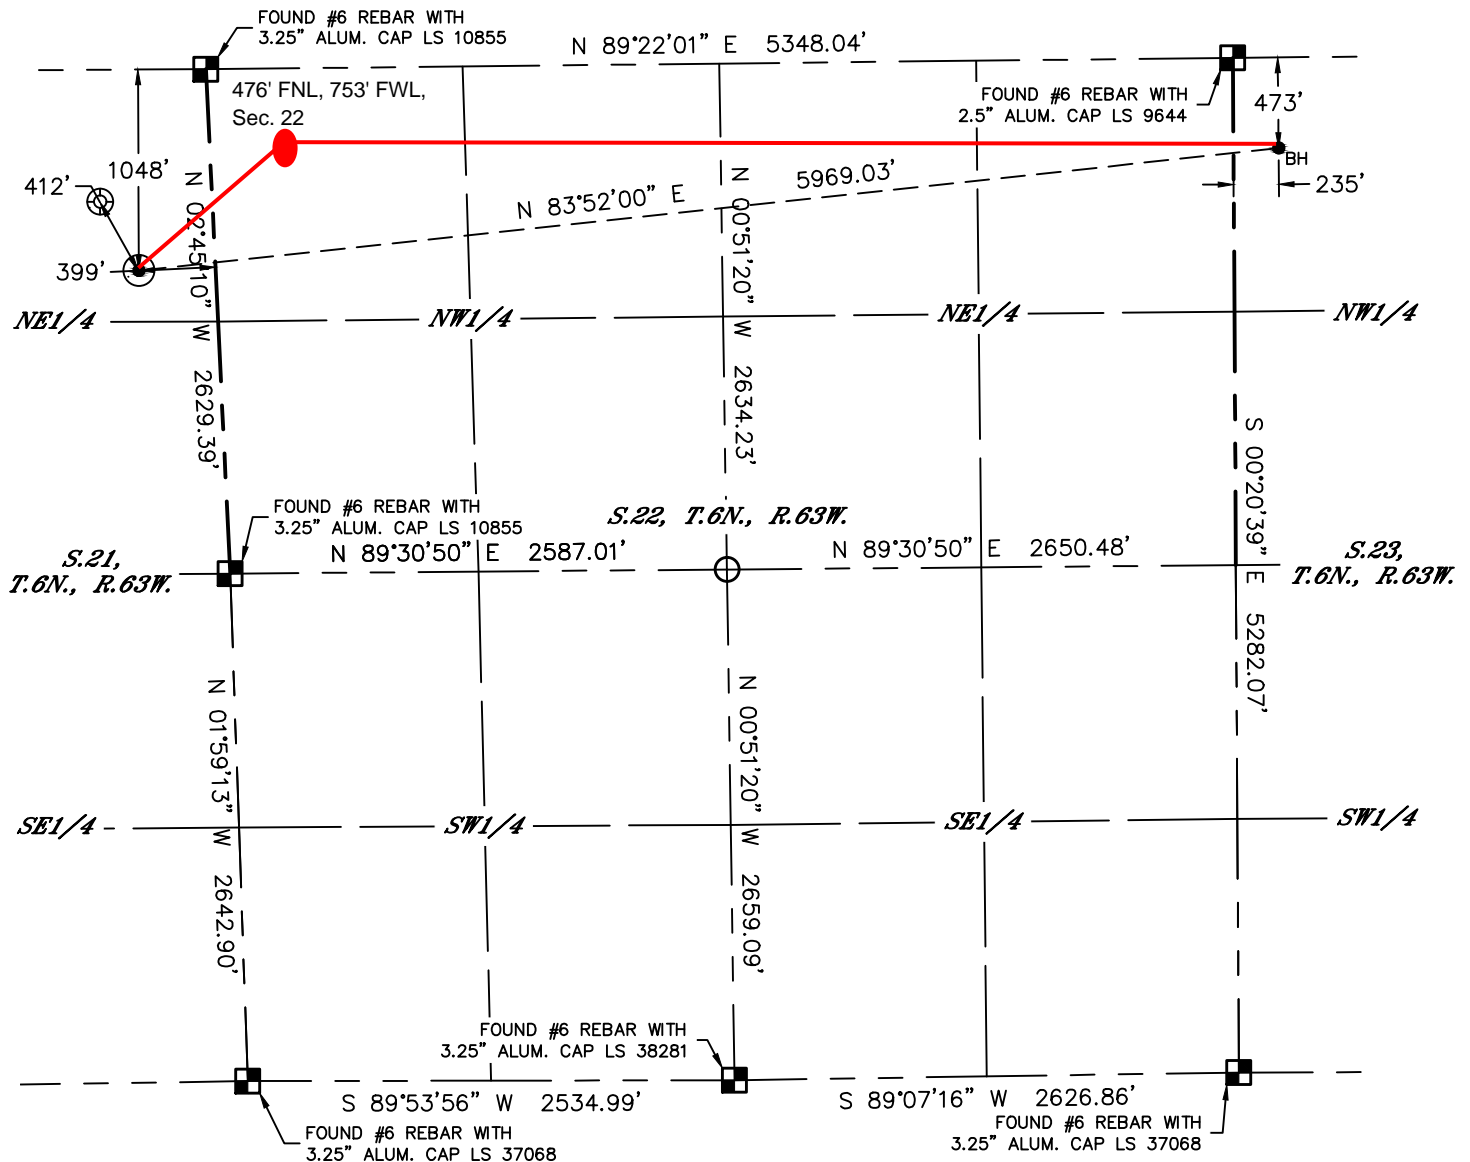 FOUND #6 REBAR WITH
3.25" ALUM. CAP LS 10855
N 89°22'01" E 5348.04'
476' FNL, 753' FWL,
Sec. 22
FOUND #6 REBAR WITH
2.5" ALUM. CAP LS 9644
473'
1048'
BH
412'
235'
5969.03'
N 83°52'00" E
399'
N 02°45'10" W 2629.39'
N 00°51'20" W 2634.23'
NE1/4
NW1/4
NE1/4
NW1/4
S 00°20'39" E 5282.07'
FOUND #6 REBAR WITH
3.25" ALUM. CAP LS 10855
S.22, T.6N., R.63W.
N 89°30'50" E 2587.01'
N 89°30'50" E 2650.48'
S.21,
T.6N., R.63W.
S.23,
T.6N., R.63W.
N 01°59'13" W 2642.90'
N 00°51'20" W 2659.09'
SE1/4
SW1/4
SE1/4
SW1/4
FOUND #6 REBAR WITH
3.25" ALUM. CAP LS 38281
S 89°53'56" W 2534.99'
S 89°07'16" W 2626.86'
FOUND #6 REBAR WITH
3.25" ALUM. CAP LS 37068
FOUND #6 REBAR WITH
3.25" ALUM. CAP LS 37068